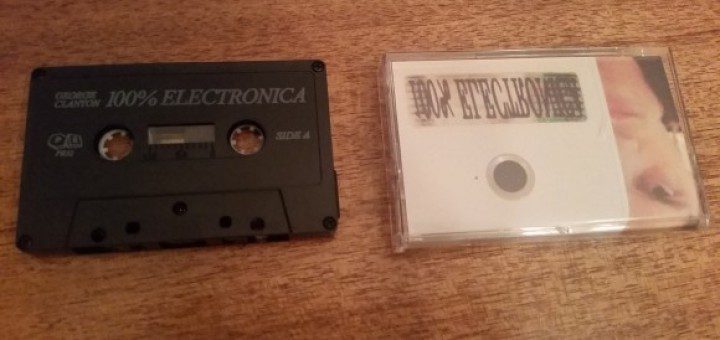 GEORGE
CLANTON
100% ELECTRONICA
SIDE A
100% ELECTRONICA